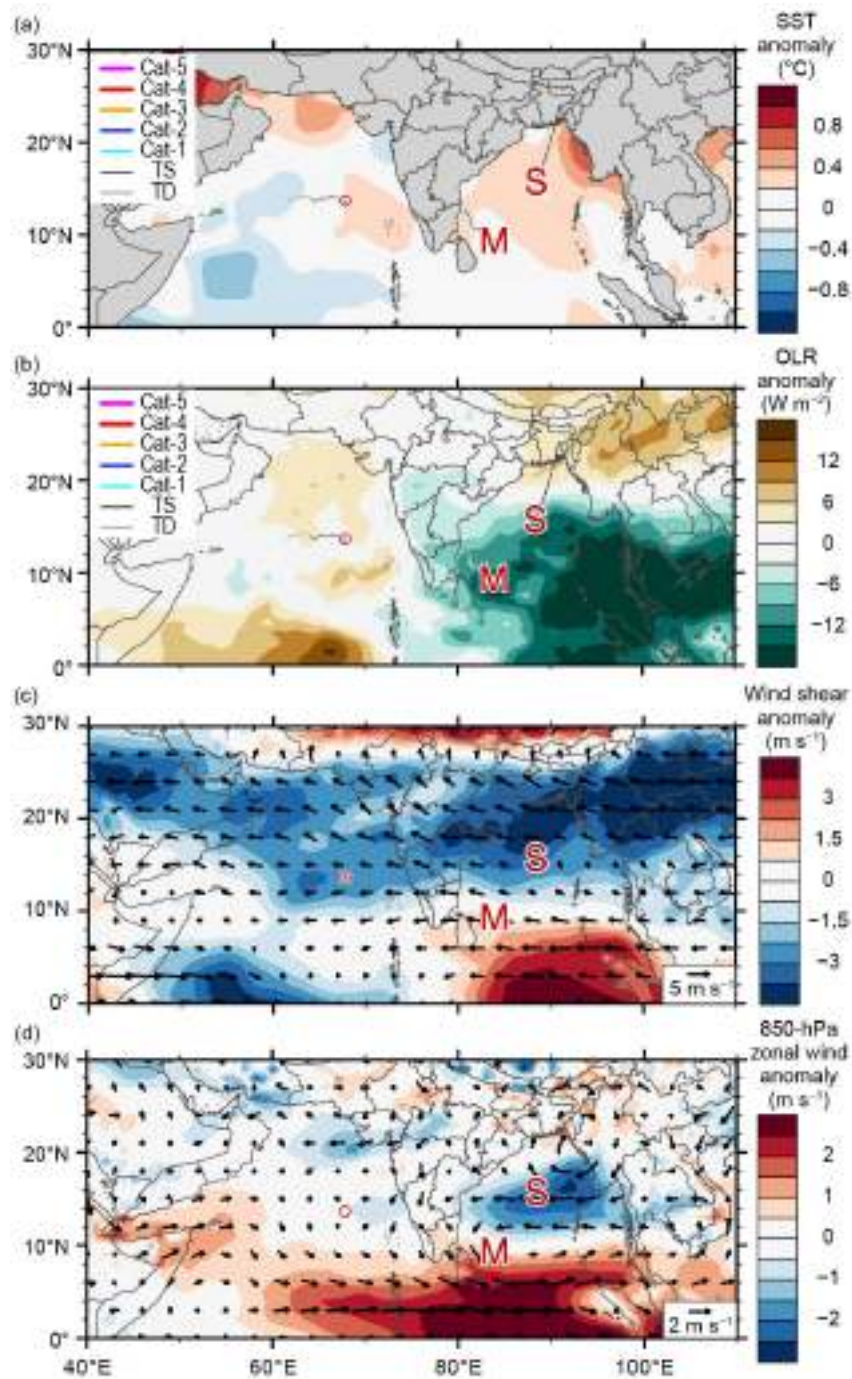 (a)
SST
anomaly
(°C)
30°N
20°N
10°N
0°
Cat-5
Cat-4
Cat-3
Cat-2
Cat-1
TS
TD
S
M
0.8
0.4
0
−0.4
−0.8
(b)
OLR
anomaly
(W m⁻²)
30°N
20°N
10°N
0°
Cat-5
Cat-4
Cat-3
Cat-2
Cat-1
TS
TD
S
M
12
6
0
−6
−12
(c)
Wind shear
anomaly
(m s⁻¹)
30°N
20°N
10°N
0°
S
M
5 m s⁻¹
3
1.5
0
−1.5
−3
(d)
850-hPa
zonal wind
anomaly
(m s⁻¹)
30°N
20°N
10°N
0°
S
M
2 m s⁻¹
2
1
0
−1
−2
40°E
60°E
80°E
100°E